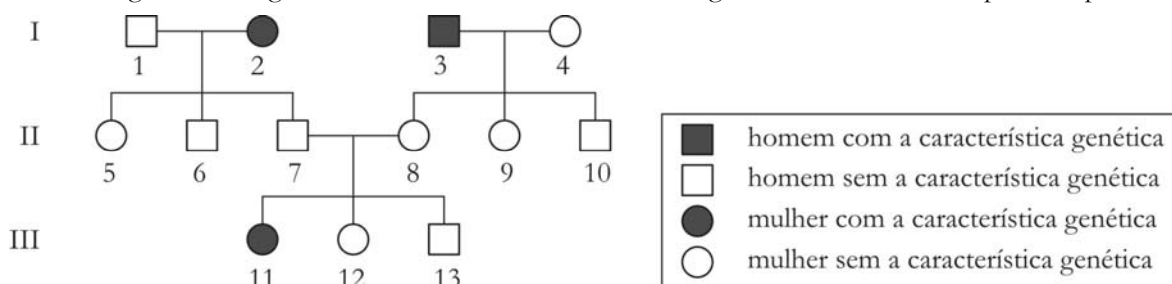 I
1 2 3 4
II
5 6 7 8 9 10
III
11 12 13
homem com a característica genética
homem sem a característica genética
mulher com a característica genética
mulher sem a característica genética